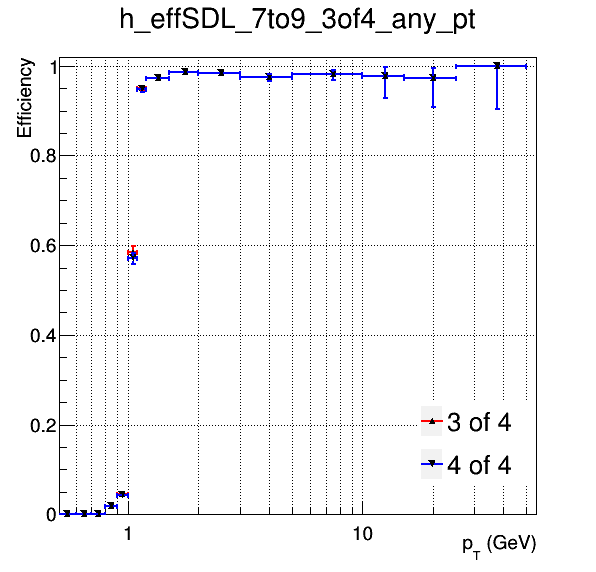 h_effSDL_7to9_3of4_any_pt
Efficiency
1
0.8
0.6
0.4
0.2
0
3 of 4
4 of 4
1
10
p_T (GeV)